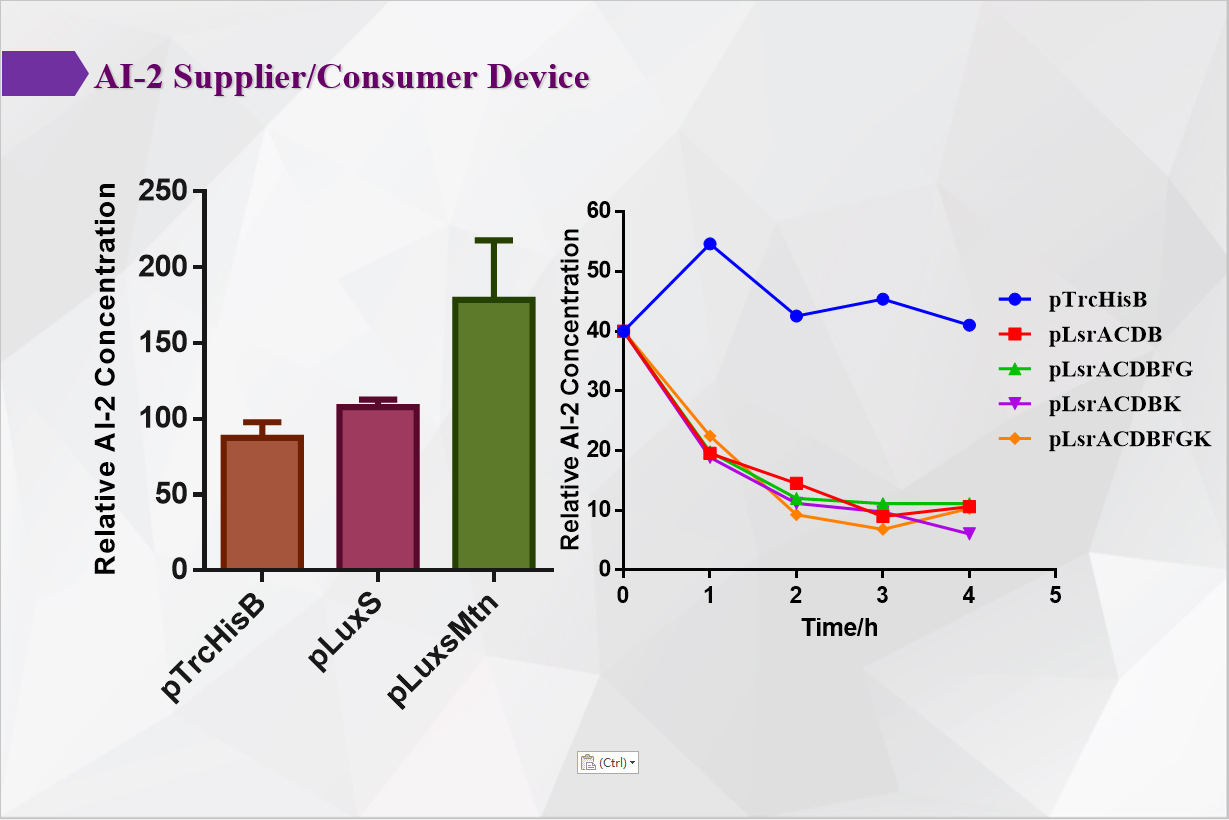 AI-2 Supplier/Consumer Device
Relative AI-2 Concentration
250
200
150
100
50
0
pTrcHisB
pLuxS
pLuxsMtn
Relative AI-2 Concentration
60
50
40
30
20
10
0
0 1 2 3 4 5
Time/h
pTrcHisB
pLsrACDB
pLsrACDBFG
pLsrACDBK
pLsrACDBFGK
(Ctrl)